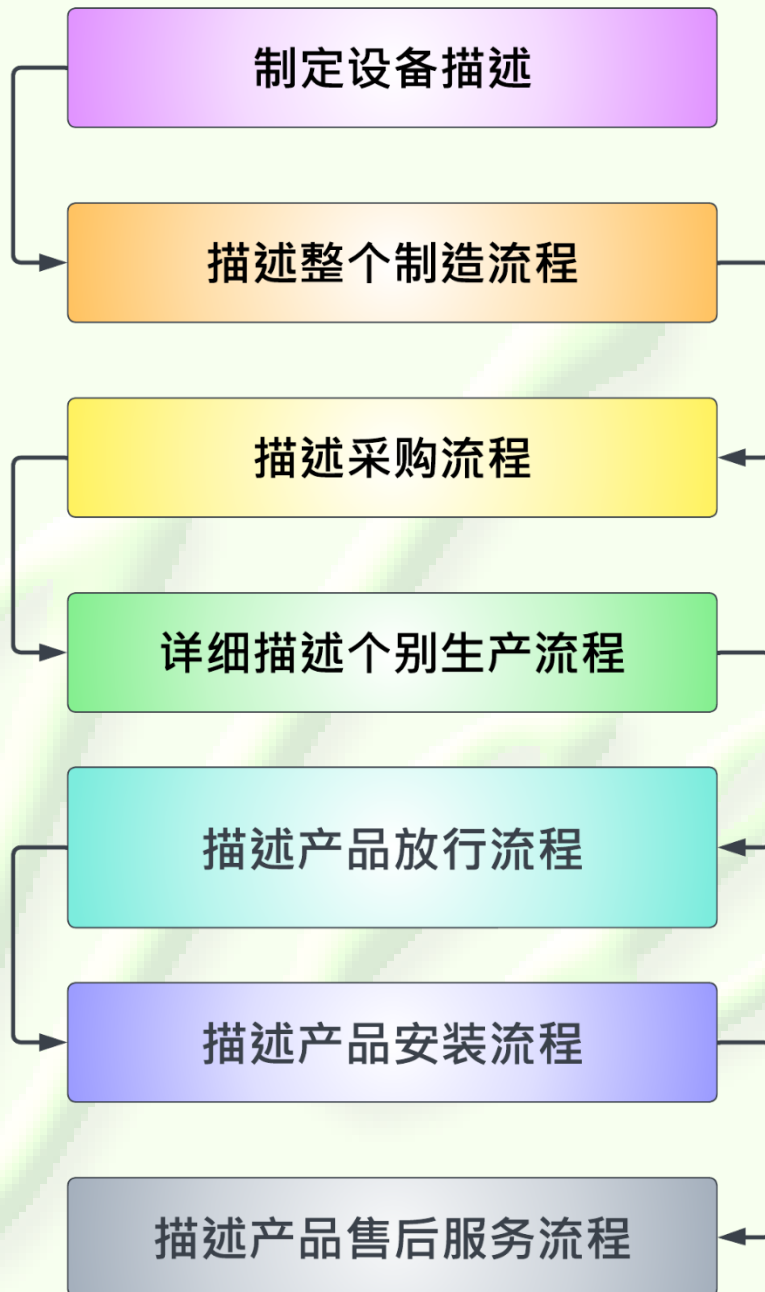 制定设备描述
描述整个制造流程
描述采购流程
详细描述个别生产流程
描述产品放行流程
描述产品安装流程
描述产品售后服务流程